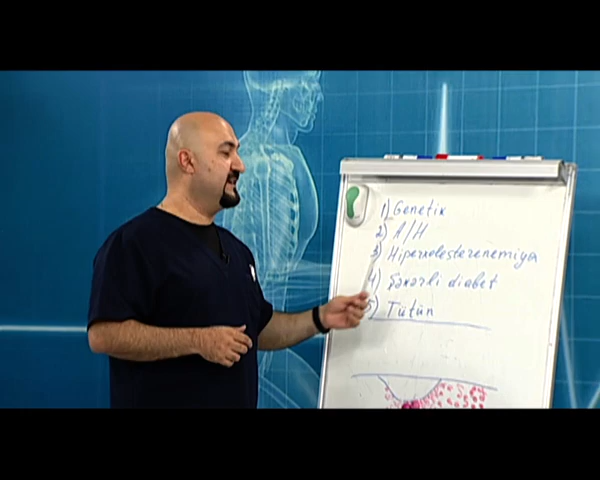 1) Genetik
2) A/H
3) Hiperxolesterenemiya
4) Şəkərli diabet
5) Tütün